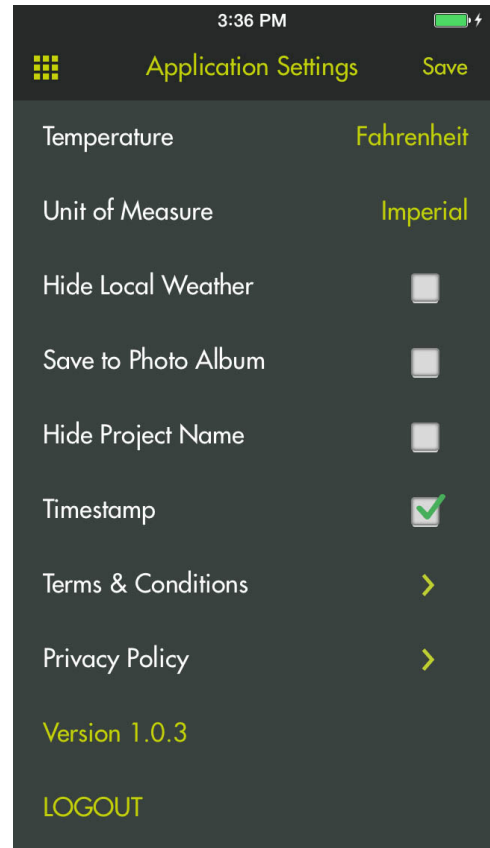 3:36 PM
Application Settings Save
Temperature Fahrenheit
Unit of Measure Imperial
Hide Local Weather
Save to Photo Album
Hide Project Name
Timestamp
Terms & Conditions
Privacy Policy
Version 1.0.3
LOGOUT